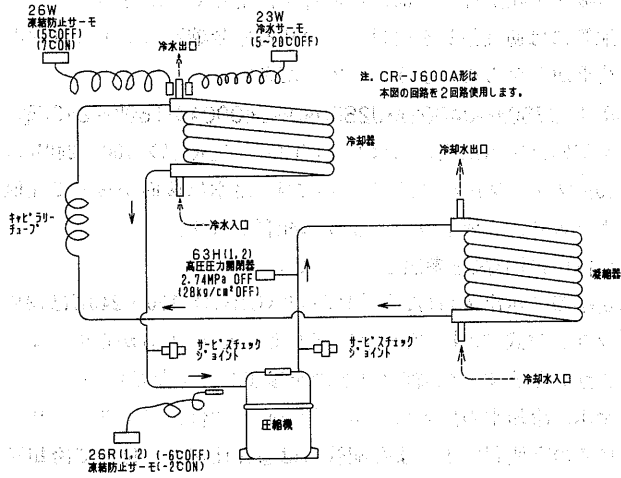 26W
凍結防止サーモ
(5℃OFF)
(7℃ON)
23W
冷水サーモ
(5~20℃OFF)
冷水出口
注. CR-J600A形は
本図の回路を2回路使用します。
冷却器
冷却水出口
キャピラリー
チューブ
冷水入口
63H(1,2)
高圧圧力開閉器
2.74MPa OFF
(28kg/cm²OFF)
凝縮器
サービスチェック
ジョイント
サービスチェック
ジョイント
冷却水入口
圧縮機
26R(1,2) (-6℃OFF)
凍結防止サーモ(-2℃ON)